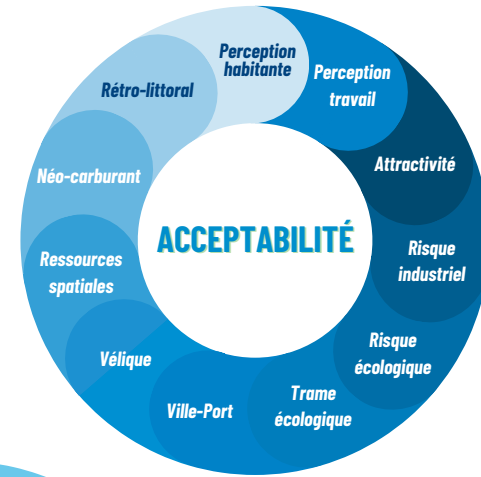 Perception
habitante
Perception
travail
Attractivité
Risque
industriel
Risque
écologique
Trame
écologique
Ville-Port
Vélique
Ressources
spatiales
Néo-carburant
Rétro-littoral
ACCEPTABILITÉ